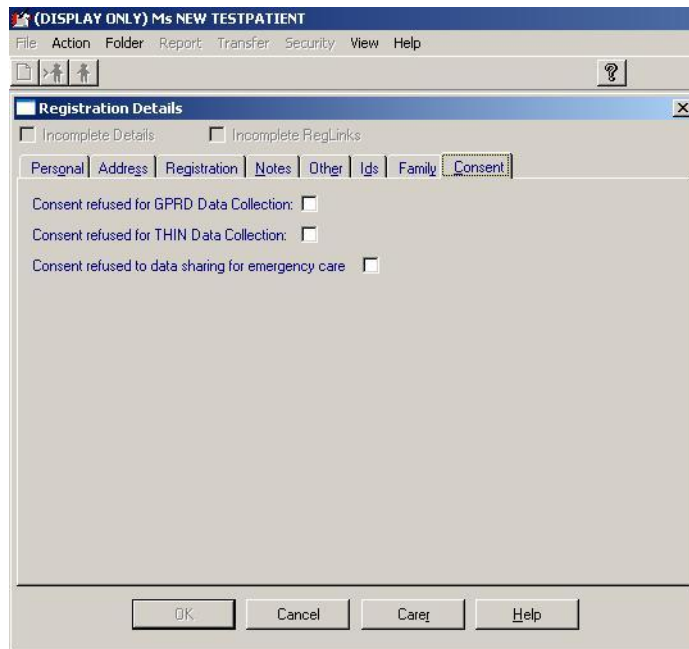 (DISPLAY ONLY) Ms NEW TESTPATIENT
File Action Folder Report Transfer Security View Help
?
Registration Details
Incomplete Details Incomplete RegLinks
Personal Address Registration Notes Other Ids Family Consent
Consent refused for GPRD Data Collection:
Consent refused for THIN Data Collection:
Consent refused to data sharing for emergency care
OK Cancel Carer Help